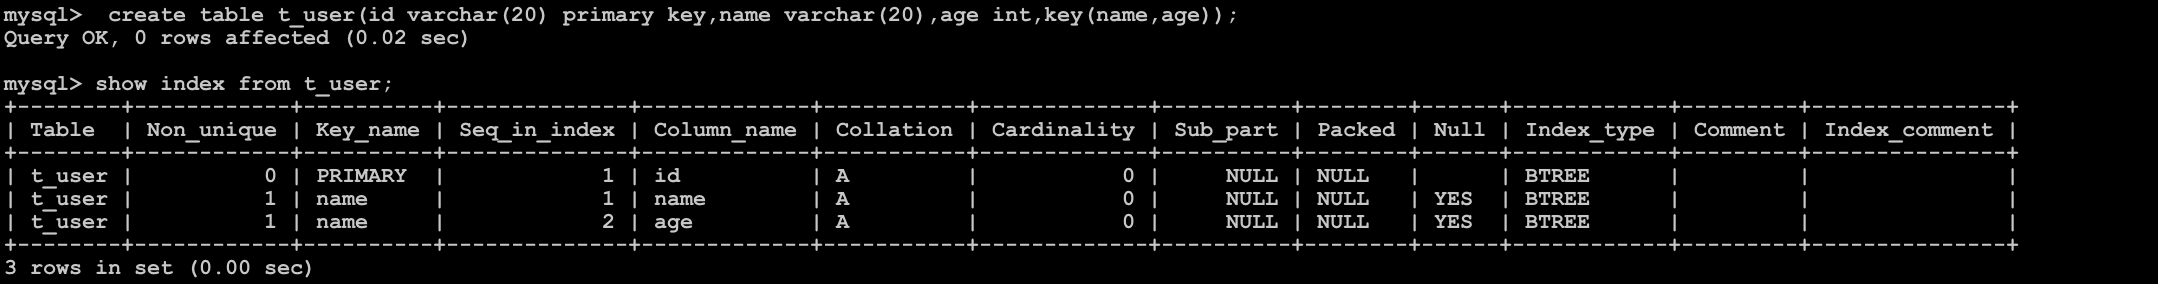 mysql>  create table t_user(id varchar(20) primary key,name varchar(20),age int,key(name,age));
Query OK, 0 rows affected (0.02 sec)
mysql> show index from t_user;
+--------+------------+----------+--------------+-------------+-----------+-------------+----------+--------+------+------------+---------+---------------+
| Table  | Non_unique | Key_name | Seq_in_index | Column_name | Collation | Cardinality | Sub_part | Packed | Null | Index_type | Comment | Index_comment |
+--------+------------+----------+--------------+-------------+-----------+-------------+----------+--------+------+------------+---------+---------------+
| t_user |          0 | PRIMARY  |            1 | id          | A         |           0 |     NULL | NULL   |      | BTREE      |         |               |
| t_user |          1 | name     |            1 | name        | A         |           0 |     NULL | NULL   | YES  | BTREE      |         |               |
| t_user |          1 | name     |            2 | age         | A         |           0 |     NULL | NULL   | YES  | BTREE      |         |               |
+--------+------------+----------+--------------+-------------+-----------+-------------+----------+--------+------+------------+---------+---------------+
3 rows in set (0.00 sec)